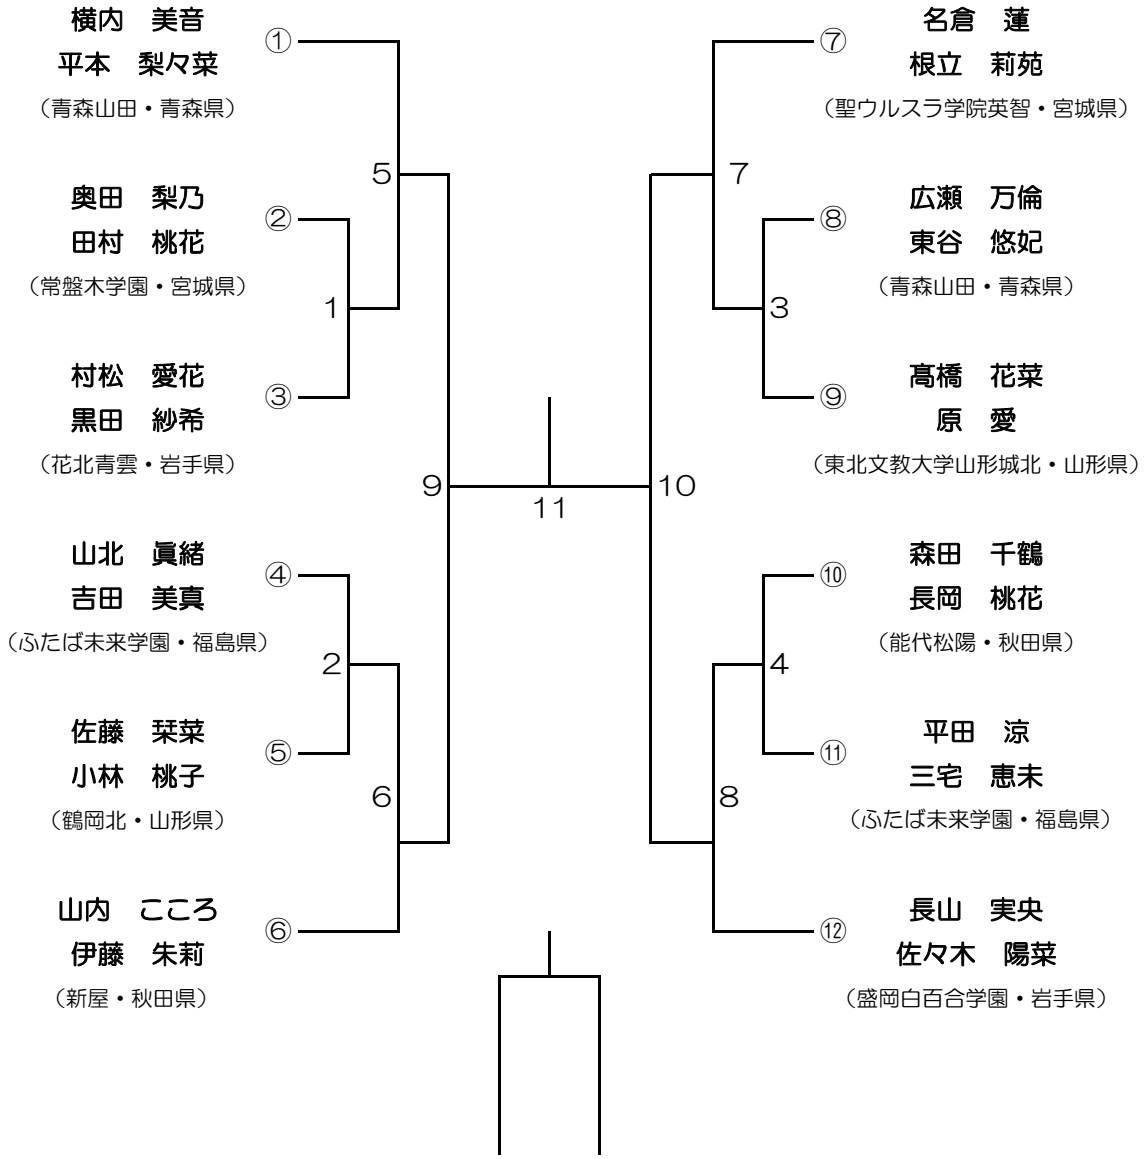 横内　美音
平本　梨々菜
（青森山田・青森県）
①
奥田　梨乃
田村　桃花
（常盤木学園・宮城県）
②
村松　愛花
黒田　紗希
（花北青雲・岩手県）
③
山北　眞緒
吉田　美真
（ふたば未来学園・福島県）
④
佐藤　栞菜
小林　桃子
（鶴岡北・山形県）
⑤
山内　こころ
伊藤　朱莉
（新屋・秋田県）
⑥
5
1
9
2
6
11
7
3
10
4
8
⑦
名倉　蓮
根立　莉苑
（聖ウルスラ学院英智・宮城県）
⑧
広瀬　万倫
東谷　悠妃
（青森山田・青森県）
⑨
髙橋　花菜
原　愛
（東北文教大学山形城北・山形県）
⑩
森田　千鶴
長岡　桃花
（能代松陽・秋田県）
⑪
平田　涼
三宅　恵未
（ふたば未来学園・福島県）
⑫
長山　実央
佐々木　陽菜
（盛岡白百合学園・岩手県）